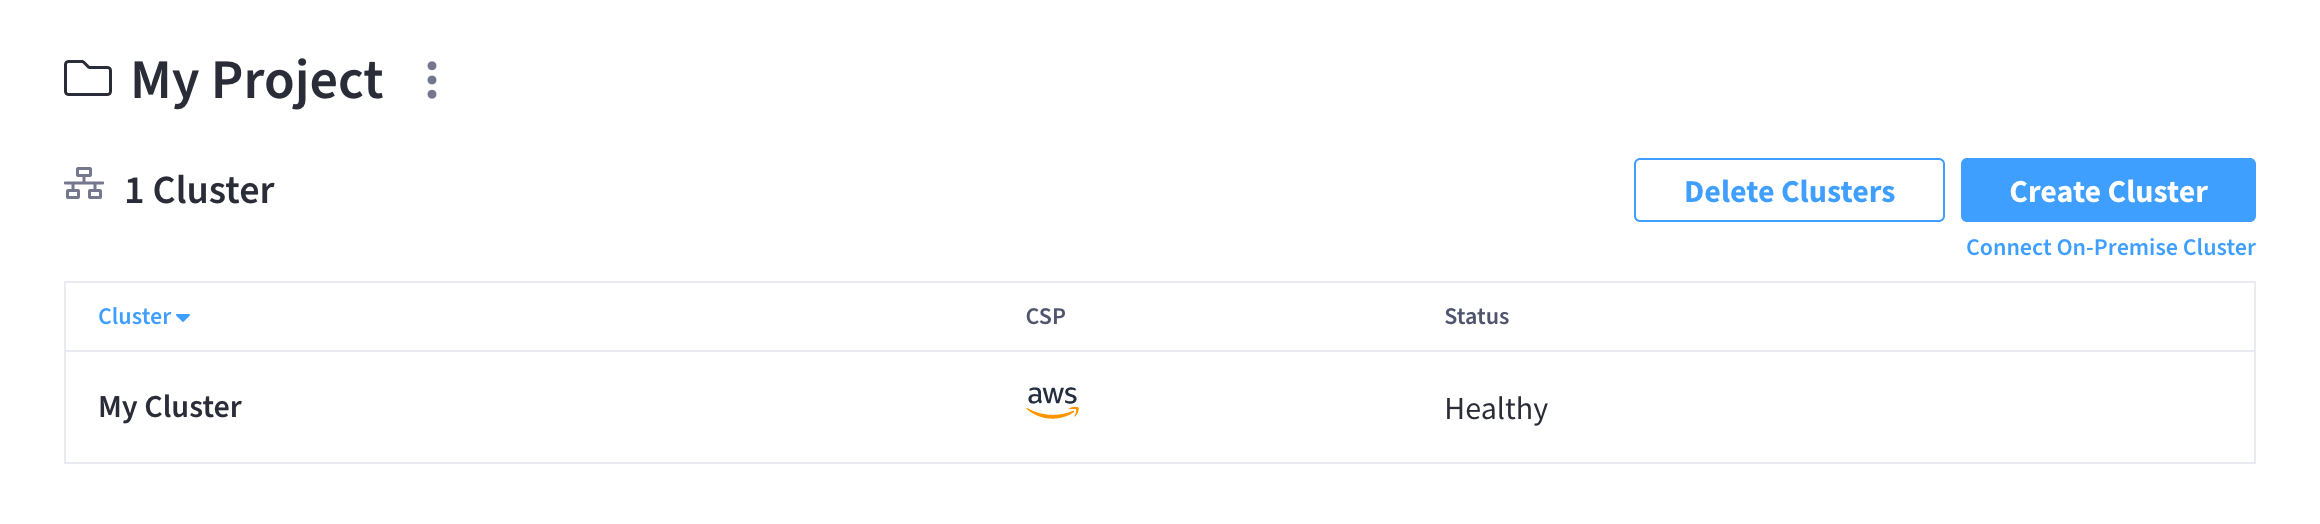 My Project
1 Cluster
Delete Clusters Create Cluster
Connect On-Premise Cluster
Cluster CSP Status
My Cluster aws Healthy